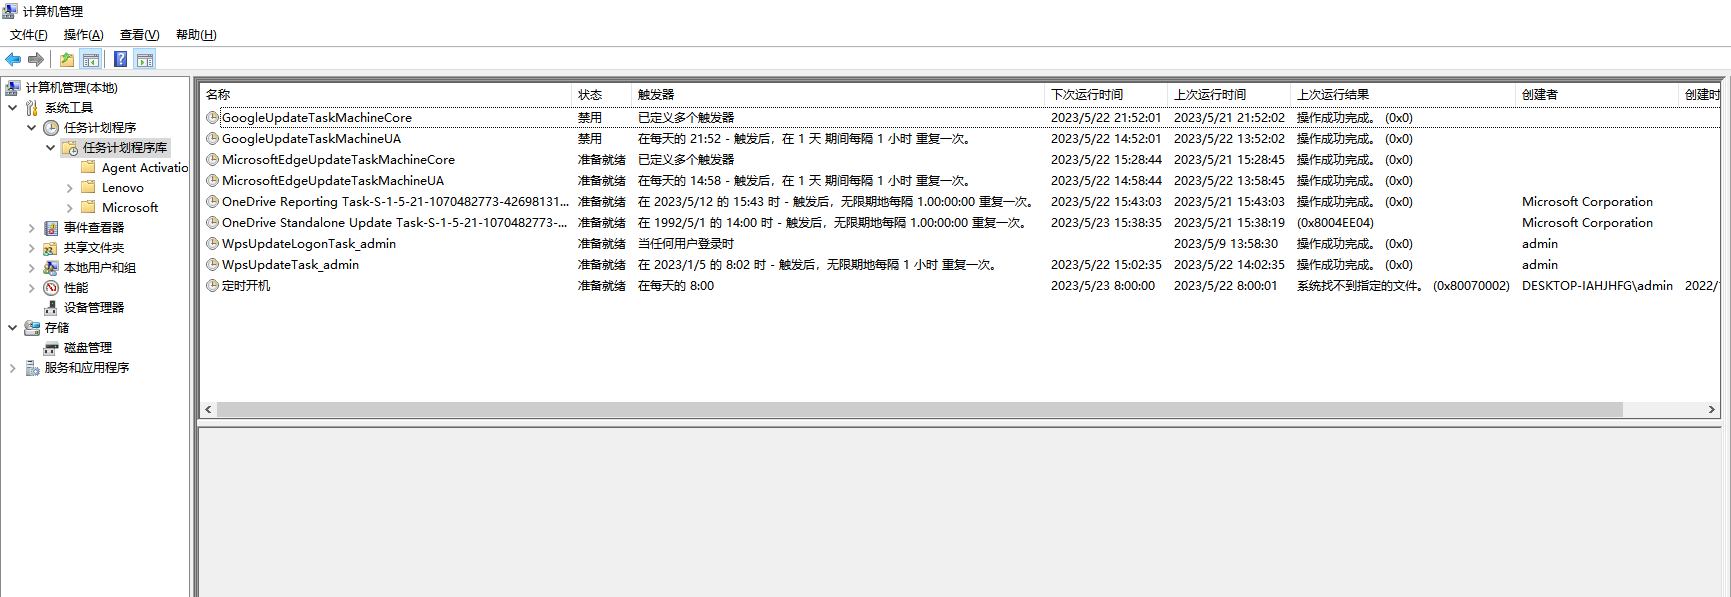 计算机管理
文件(F) 操作(A) 查看(V) 帮助(H)
计算机管理(本地)
系统工具
任务计划程序
任务计划程序库
Agent Activatio
Lenovo
Microsoft
事件查看器
共享文件夹
本地用户和组
性能
设备管理器
存储
磁盘管理
服务和应用程序
名称 状态 触发器 下次运行时间 上次运行时间 上次运行结果 创建者 创建时
GoogleUpdateTaskMachineCore 禁用 已定义多个触发器 2023/5/22 21:52:01 2023/5/21 21:52:02 操作成功完成。 (0x0)
GoogleUpdateTaskMachineUA 禁用 在每天的 21:52 - 触发后，在 1 天 期间每隔 1 小时 重复一次。 2023/5/22 14:52:01 2023/5/22 13:52:02 操作成功完成。 (0x0)
MicrosoftEdgeUpdateTaskMachineCore 准备就绪 已定义多个触发器 2023/5/22 15:28:44 2023/5/21 15:28:45 操作成功完成。 (0x0)
MicrosoftEdgeUpdateTaskMachineUA 准备就绪 在每天的 14:58 - 触发后，在 1 天 期间每隔 1 小时 重复一次。 2023/5/22 14:58:44 2023/5/22 13:58:45 操作成功完成。 (0x0)
OneDrive Reporting Task-S-1-5-21-1070482773-42698131... 准备就绪 在 2023/5/12 的 15:43 时 - 触发后，无限期地每隔 1.00:00:00 重复一次。 2023/5/22 15:43:03 2023/5/21 15:43:03 操作成功完成。 (0x0) Microsoft Corporation
OneDrive Standalone Update Task-S-1-5-21-1070482773-... 准备就绪 在 1992/5/1 的 14:00 时 - 触发后，无限期地每隔 1.00:00:00 重复一次。 2023/5/23 15:38:35 2023/5/21 15:38:19 (0x8004EE04) Microsoft Corporation
WpsUpdateLogonTask_admin 准备就绪 当任何用户登录时 2023/5/9 13:58:30 操作成功完成。 (0x0) admin
WpsUpdateTask_admin 准备就绪 在 2023/1/5 的 8:02 时 - 触发后，无限期地每隔 1 小时 重复一次。 2023/5/22 15:02:35 2023/5/22 14:02:35 操作成功完成。 (0x0) admin
定时开机 准备就绪 在每天的 8:00 2023/5/23 8:00:00 2023/5/22 8:00:01 系统找不到指定的文件。 (0x80070002) DESKTOP-IAHJHFG\admin 2022/